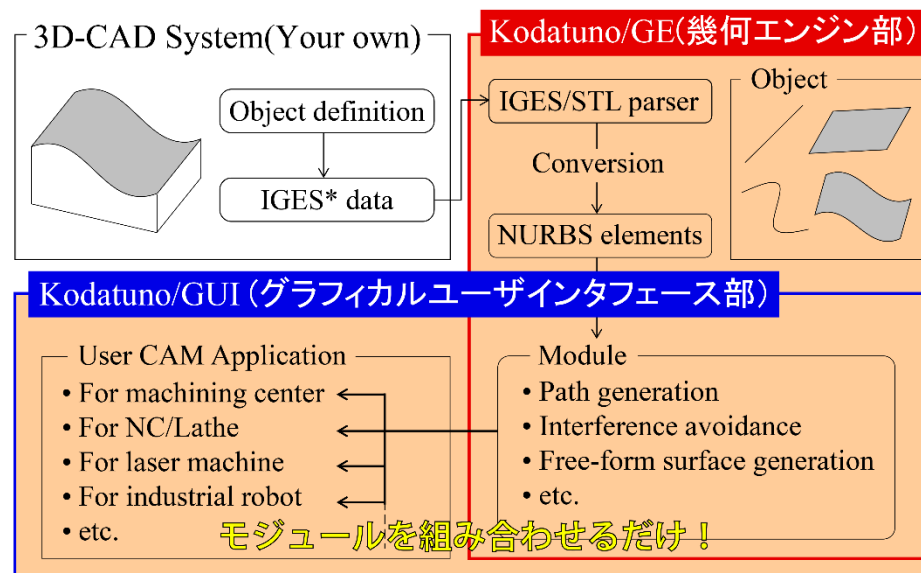 3D-CAD System(Your own)
Object definition
IGES* data
Kodatuno/GE(幾何エンジン部)
IGES/STL parser
Conversion
NURBS elements
Object
Kodatuno/GUI(グラフィカルユーザインタフェース部)
User CAM Application
• For machining center
• For NC/Lathe
• For laser machine
• For industrial robot
• etc.
Module
• Path generation
• Interference avoidance
• Free-form surface generation
• etc.
モジュールを組み合わせるだけ！